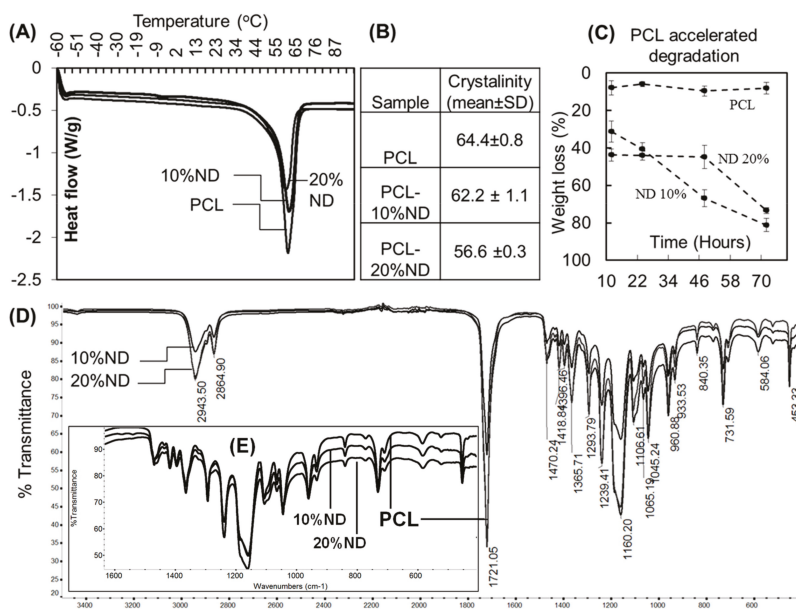 Temperature (°C)
(A)
-60 -51 -40 -30 -19 -9 2 13 23 34 44 55 65 76 87
0
-0.5
-1
-1.5
-2
-2.5
Heat flow (W/g)
10%ND
PCL
20%
ND
(B)
Sample
Crystalinity
(mean±SD)
PCL
64.4±0.8
PCL-
10%ND
62.2 ± 1.1
PCL-
20%ND
56.6 ±0.3
(C)
PCL accelerated
degradation
0
20
40
60
80
100
Weight loss (%)
PCL
ND 20%
ND 10%
Time (Hours)
10 22 34 46 58 70
(D)
100
95
90
85
80
75
70
65
60
55
50
45
40
35
30
25
20
% Transmittance
10%ND
20%ND
2943.50
2864.90
1721.05
1470.24
1418.84
1396.46
1365.71
1293.79
1239.41
1160.20
1106.61
1065.19
1045.24
960.88
933.53
840.35
731.59
584.06
453.33
3400 3200 3000 2800 2600 2400 2200 2000 1800 1600 1400 1200 1000 800 600
(E)
90
80
70
60
50
%Transmittance
10%ND
20%ND
PCL
1600 1400 1200 1000 800 600
Wavenumbers (cm-1)